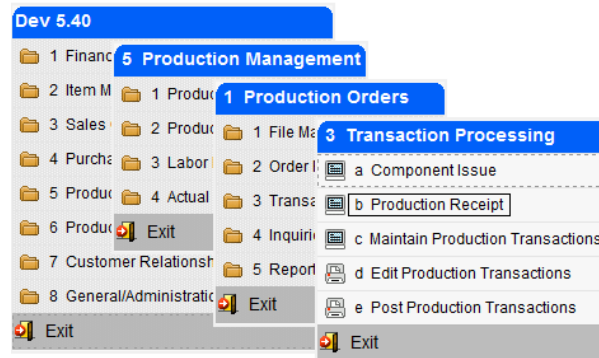 Dev 5.40
1 Financ
2 Item M
3 Sales
4 Purcha
5 Produc
6 Produc
7 Customer Relationsh
8 General/Administratio
Exit
5 Production Management
1 Produc
2 Produc
3 Labor
4 Actual
Exit
1 Production Orders
1 File Ma
2 Order I
3 Transa
4 Inquiri
5 Report
Exit
3 Transaction Processing
a Component Issue
b Production Receipt
c Maintain Production Transactions
d Edit Production Transactions
e Post Production Transactions
Exit